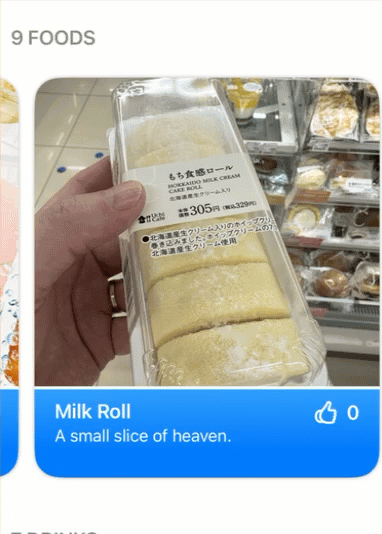 9 FOODS
もち食感ロール
HOKKAIDO MILK CREAM
CAKE ROLL
北海道産生クリーム入り
Uchi Café
本体価格 305円 (税込329円)
●北海道産生クリーム入りのホイップクリ
巻き込みました。ホイップクリームの
北海道産生クリーム使用
Milk Roll
0
A small slice of heaven.